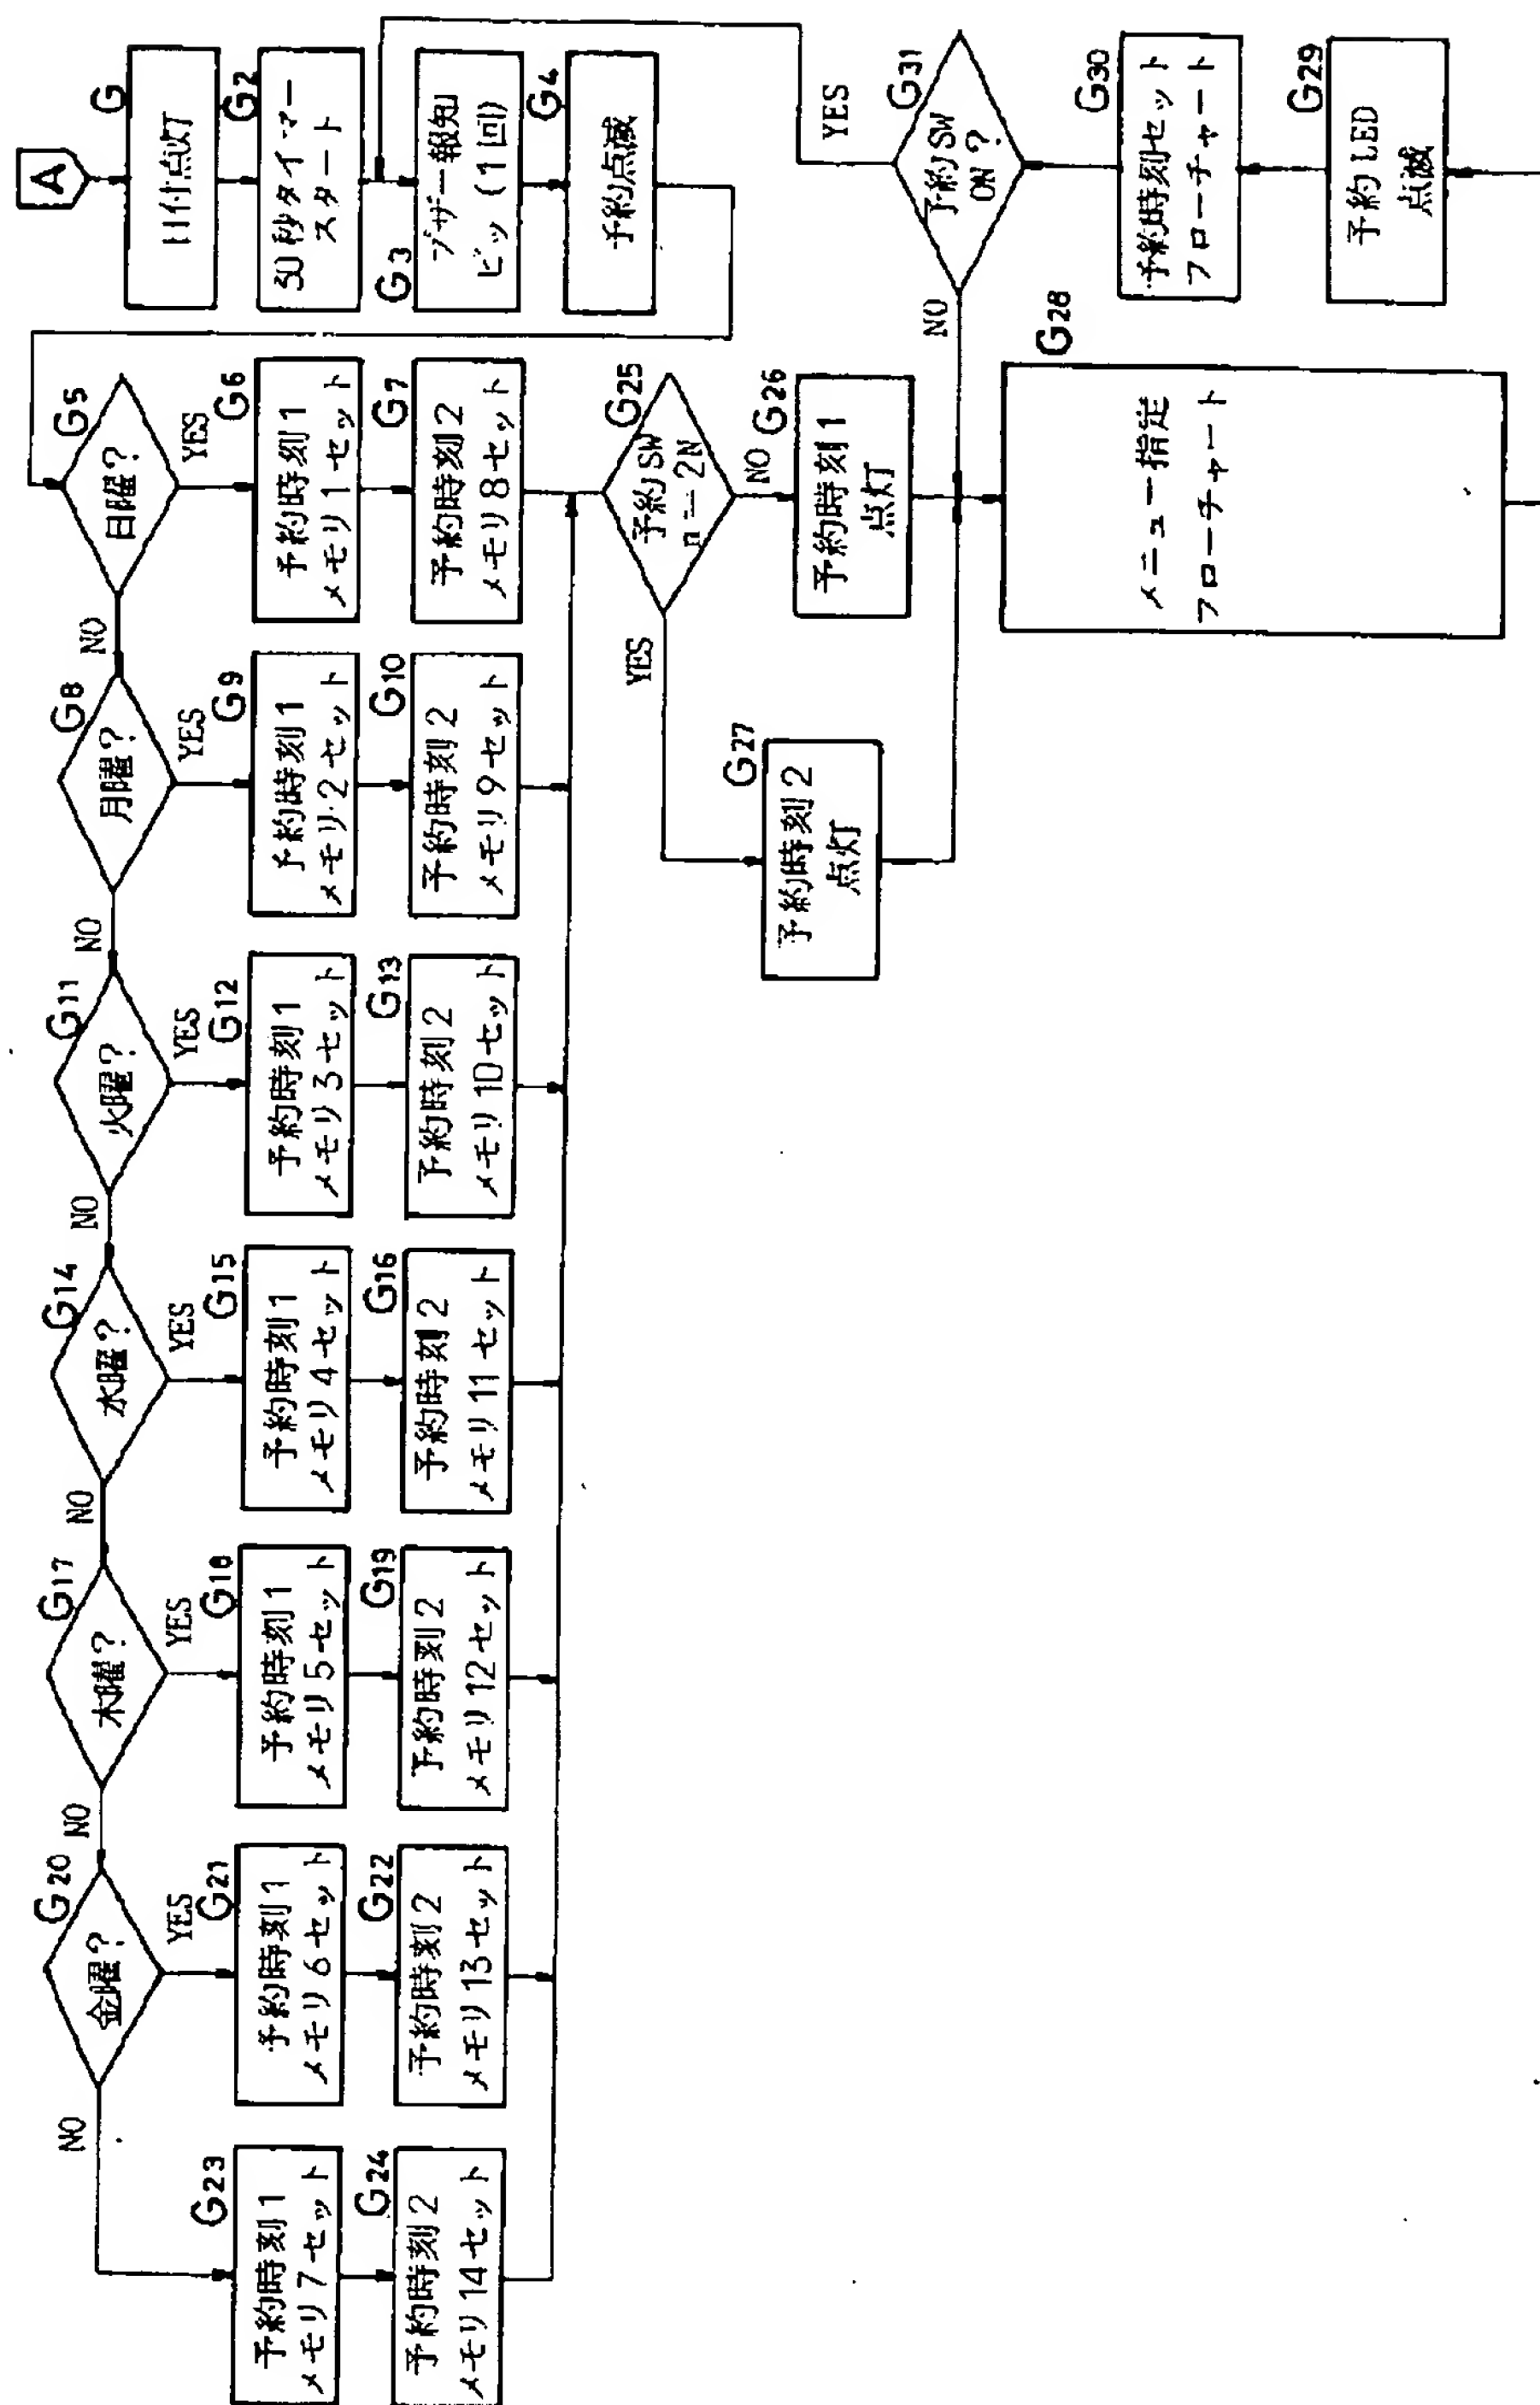 A
G
日付点灯
G2
30秒タイマー
スタート
G3
ブザー報知
ピッ(1回)
G4
予約点滅
G5
日曜?
YES
NO
G6
予約時刻1
メモリ1セット
G7
予約時刻2
メモリ8セット
G8
月曜?
YES
NO
G9
予約時刻1
メモリ2セット
G10
予約時刻2
メモリ9セット
G11
火曜?
YES
NO
G12
予約時刻1
メモリ3セット
G13
予約時刻2
メモリ10セット
G14
水曜?
YES
NO
G15
予約時刻1
メモリ4セット
G16
予約時刻2
メモリ11セット
G17
木曜?
YES
NO
G18
予約時刻1
メモリ5セット
G19
予約時刻2
メモリ12セット
G20
金曜?
YES
NO
G21
予約時刻1
メモリ6セット
G22
予約時刻2
メモリ13セット
G23
予約時刻1
メモリ7セット
G24
予約時刻2
メモリ14セット
G25
予約SW
n=2N
YES
NO
G26
予約時刻1
点灯
G27
予約時刻2
点灯
G28
メニュー指定
フローチャート
G29
予約LED
点滅
G30
予約時刻セット
フローチャート
G31
予約SW
ON?
YES
NO